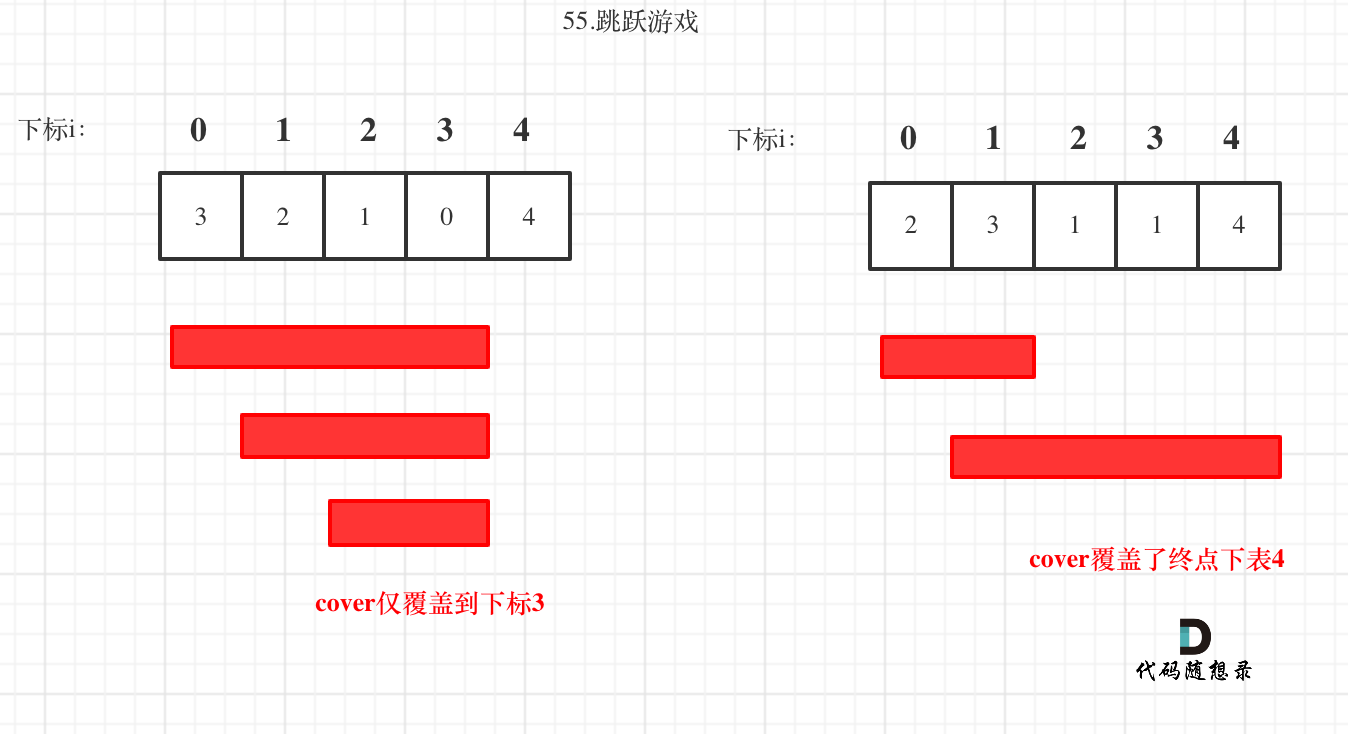 55.跳跃游戏
下标i:
0 1 2 3 4
3 2 1 0 4
cover仅覆盖到下标3
下标i:
0 1 2 3 4
2 3 1 1 4
cover覆盖了终点下表4
代码随想录